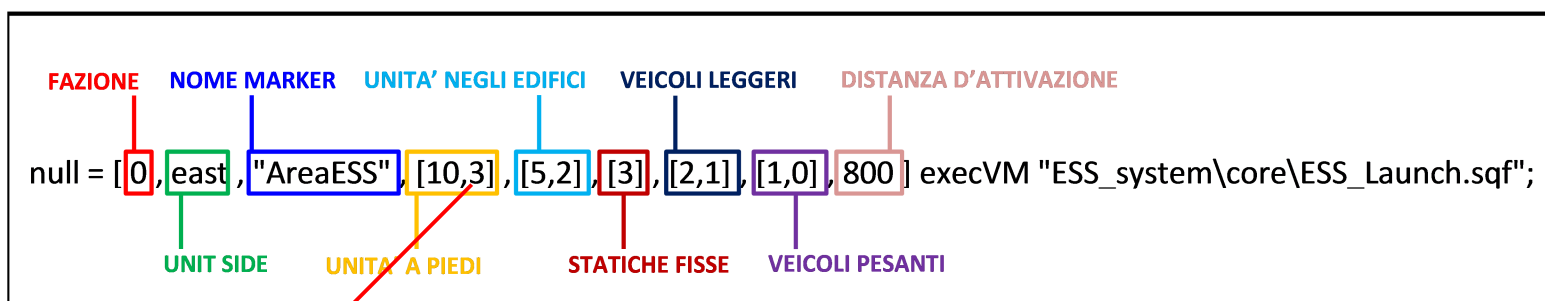 FAZIONE NOME MARKER UNITA' NEGLI EDIFICI VEICOLI LEGGERI DISTANZA D'ATTIVAZIONE
null = [ 0, east ,"AreaESS", [10,3] , [5,2] , [3] , [2,1] , [1,0] , 800 ] execVM "ESS_system\core\ESS_Launch.sqf";
UNIT SIDE UNITA' A PIEDI STATICHE FISSE VEICOLI PESANTI